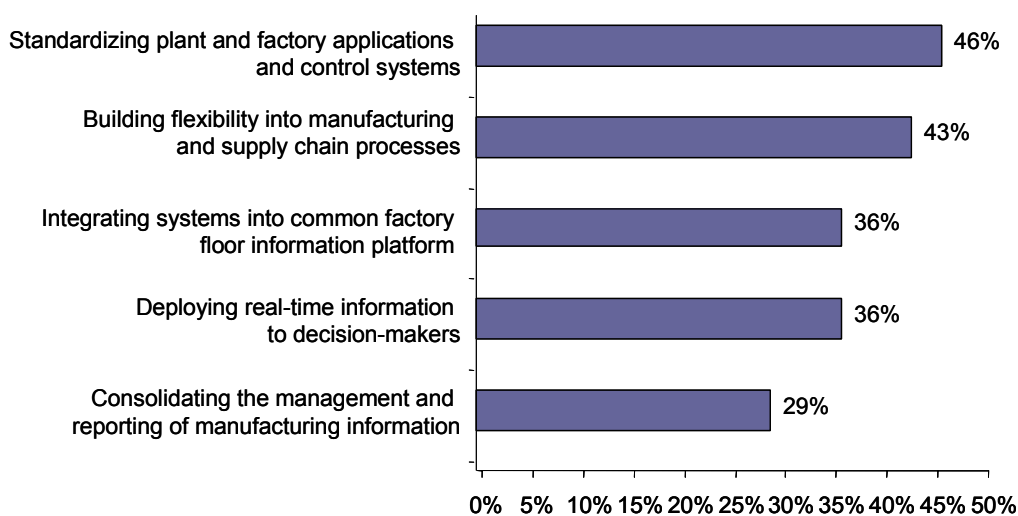 Standardizing plant and factory applications
and control systems
46%
Building flexibility into manufacturing
and supply chain processes
43%
Integrating systems into common factory
floor information platform
36%
Deploying real-time information
to decision-makers
36%
Consolidating the management and
reporting of manufacturing information
29%
0% 5% 10% 15% 20% 25% 30% 35% 40% 45% 50%